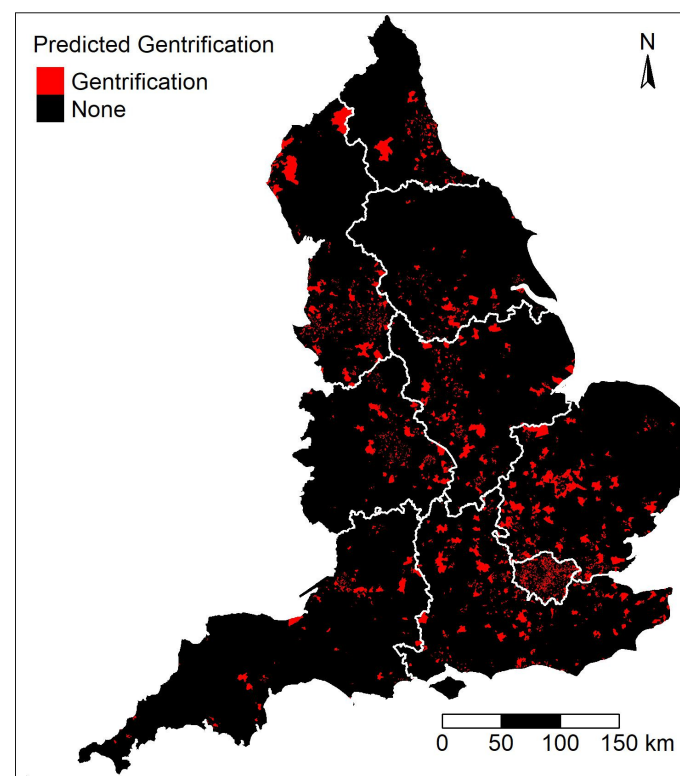 Predicted Gentrification
Gentrification
None
N
0 50 100 150 km